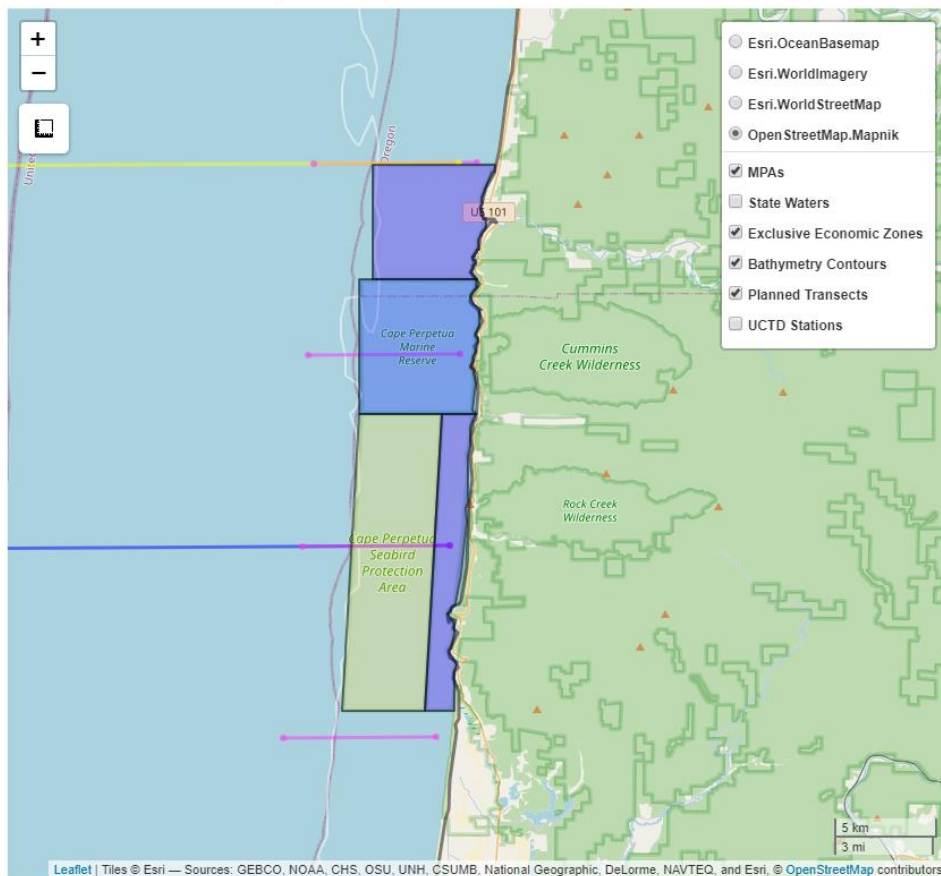 +
−
Esri.OceanBasemap
Esri.WorldImagery
Esri.WorldStreetMap
OpenStreetMap.Mapnik
MPAs
State Waters
Exclusive Economic Zones
Bathymetry Contours
Planned Transects
UCTD Stations
United
Oregon
US 101
Cape Perpetua
Marine
Reserve
Cummins
Creek Wilderness
Rock Creek
Wilderness
Cape Perpetua
Seabird
Protection
Area
5 km
3 mi
Leaflet | Tiles © Esri — Sources: GEBCO, NOAA, CHS, OSU, UNH, CSUMB, National Geographic, DeLorme, NAVTEQ, and Esri, © OpenStreetMap contributors